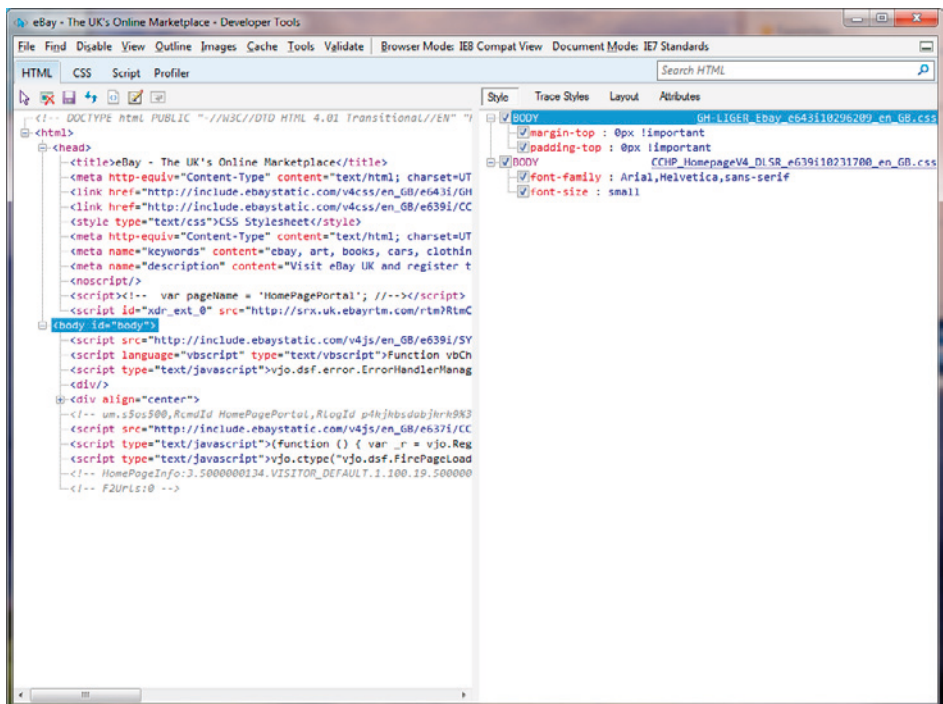 eBay - The UK's Online Marketplace - Developer Tools
File Find Disable View Outline Images Cache Tools Validate Browser Mode: IE8 Compat View Document Mode: IE7 Standards
HTML CSS Script Profiler
Search HTML
Style Trace Styles Layout Attributes
<!-- DOCTYPE html PUBLIC "-//W3C//DTD HTML 4.01 Transitional//EN"
<html>
<head>
<title>eBay - The UK's Online Marketplace</title>
<meta http-equiv="Content-Type" content="text/html; charset=UT
<link href="http://include.ebaystatic.com/v4css/en_GB/e643i/GH
<link href="http://include.ebaystatic.com/v4css/en_GB/e639i/CC
<style type="text/css">CSS Stylesheet</style>
<meta http-equiv="Content-Type" content="text/html; charset=UT
<meta name="keywords" content="ebay, art, books, cars, clothin
<meta name="description" content="Visit eBay UK and register t
<noscript/>
<script><!-- var pageName = 'HomePagePortal'; //--></script>
<script id="xdr_ext_0" src="http://srx.uk.ebayrtm.com/rtm?RtmC
<body id="body">
<script src="http://include.ebaystatic.com/v4js/en_GB/e639i/SY
<script language="vbscript" type="text/vbscript">Function vbCh
<script type="text/javascript">vjo.dsf.error.ErrorHandlerManag
<div/>
<div align="center">
<!-- um.s5os500,RcmdId HomePagePortal,RLogId p4kjkbsdabjkrk9%3
<script src="http://include.ebaystatic.com/v4js/en_GB/e637i/CC
<script type="text/javascript">(function () { var _r = vjo.Reg
<script type="text/javascript">vjo.ctype("vjo.dsf.FirePageLoad
<!-- HomePageInfo:3.5000000134.VISITOR_DEFAULT.1.100.19.500000
<!-- F2Urls:0 -->
BODY GH-LIGER_Ebay_e643i10296209_en_GB.css
margin-top : 0px !important
padding-top : 0px !important
BODY CCHP_HomepageV4_DLSR_e639i10231700_en_GB.css
font-family : Arial,Helvetica,sans-serif
font-size : small